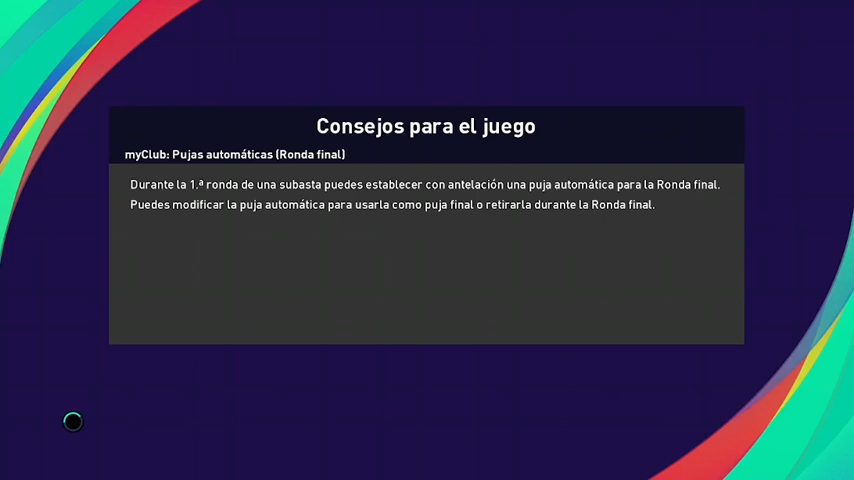 Consejos para el juego
myClub: Pujas automáticas (Ronda final)
Durante la 1.ª ronda de una subasta puedes establecer con antelación una puja automática para la Ronda final.
Puedes modificar la puja automática para usarla como puja final o retirarla durante la Ronda final.